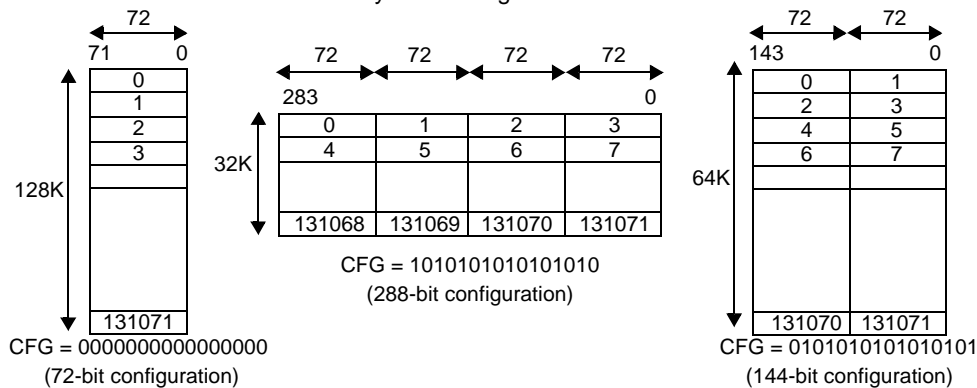 72
71 0
0
1
2
3
128K
131071
CFG = 0000000000000000
(72-bit configuration)
72 72 72 72
283 0
0 1 2 3
4 5 6 7
32K
131068 131069 131070 131071
CFG = 1010101010101010
(288-bit configuration)
72 72
143 0
0 1
2 3
4 5
6 7
64K
131070 131071
CFG = 0101010101010101
(144-bit configuration)